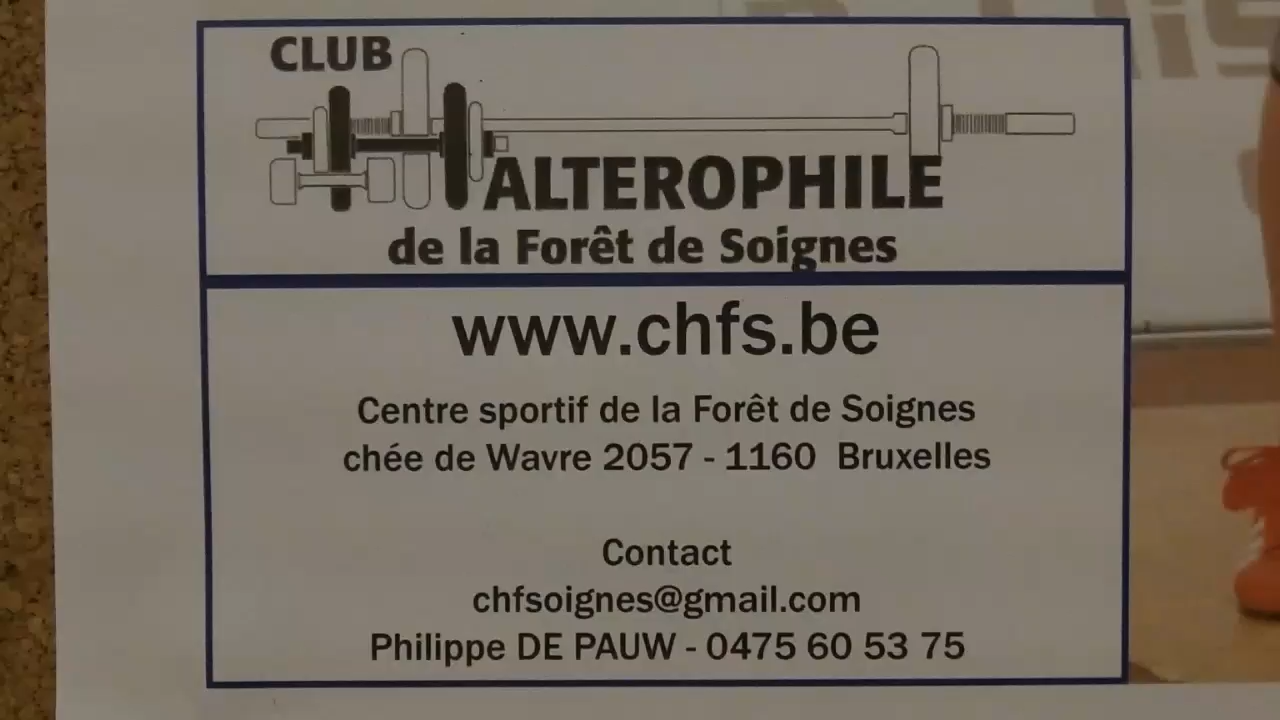 CLUB
HALTEROPHILE
de la Forêt de Soignes
www.chfs.be
Centre sportif de la Forêt de Soignes
chée de Wavre 2057 - 1160 Bruxelles
Contact
chfsoignes@gmail.com
Philippe DE PAUW - 0475 60 53 75